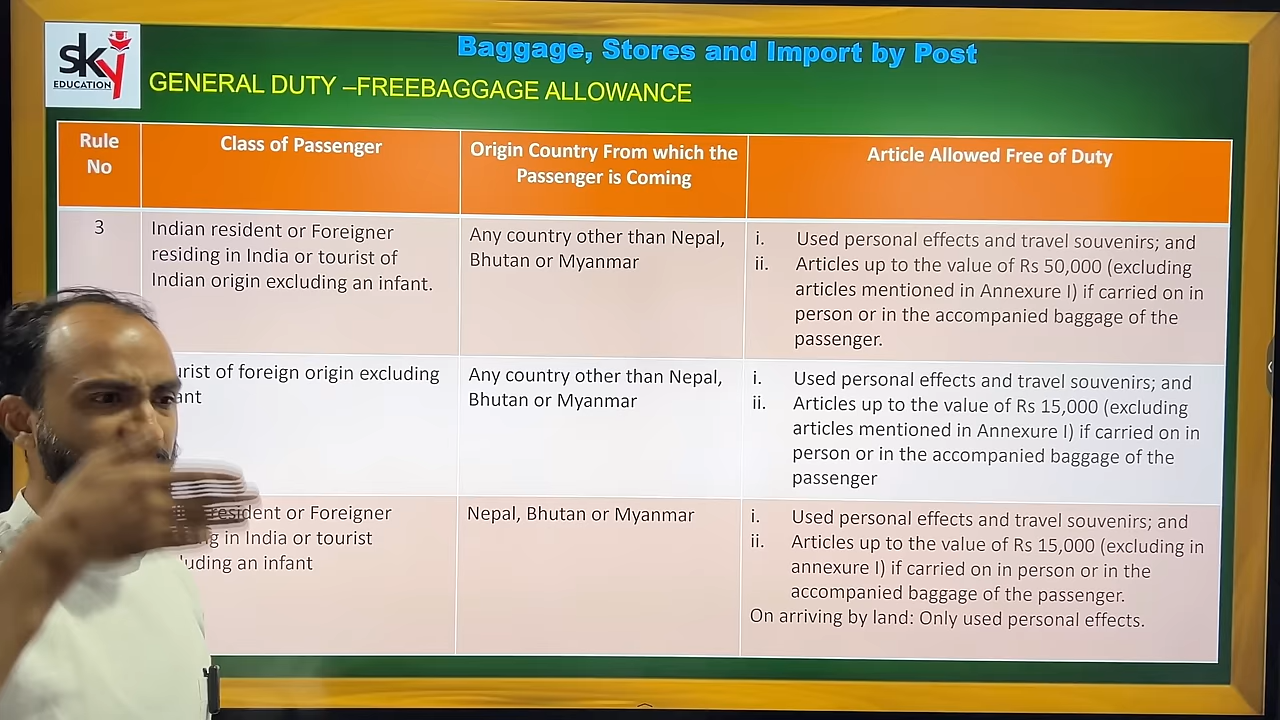 sky
EDUCATION
Baggage, Stores and Import by Post
GENERAL DUTY –FREEBAGGAGE ALLOWANCE
Rule
No
Class of Passenger
Origin Country From which the
Passenger is Coming
Article Allowed Free of Duty
3
Indian resident or Foreigner
residing in India or tourist of
Indian origin excluding an infant.
Any country other than Nepal,
Bhutan or Myanmar
i. Used personal effects and travel souvenirs; and
ii. Articles up to the value of Rs 50,000 (excluding
articles mentioned in Annexure I) if carried on in
person or in the accompanied baggage of the
passenger.
of foreign origin excluding
Any country other than Nepal,
Bhutan or Myanmar
i. Used personal effects and travel souvenirs; and
ii. Articles up to the value of Rs 15,000 (excluding
articles mentioned in Annexure I) if carried on in
person or in the accompanied baggage of the
passenger
resident or Foreigner
in India or tourist
an infant
Nepal, Bhutan or Myanmar
i. Used personal effects and travel souvenirs; and
ii. Articles up to the value of Rs 15,000 (excluding in
annexure I) if carried on in person or in the
accompanied baggage of the passenger.
On arriving by land: Only used personal effects.